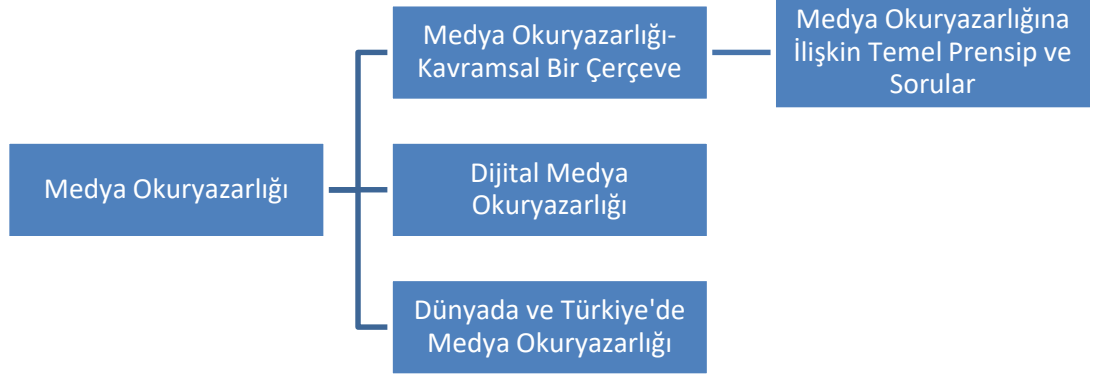 Medya Okuryazarlığı
Medya Okuryazarlığı-
Kavramsal Bir Çerçeve
Medya Okuryazarlığına
İlişkin Temel Prensip ve
Sorular
Dijital Medya
Okuryazarlığı
Dünyada ve Türkiye'de
Medya Okuryazarlığı